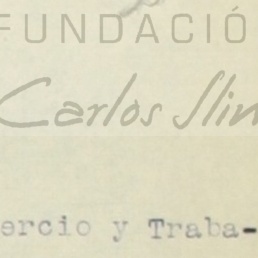 FUNDACIÓ
Carlos Slim
ercio y Traba-